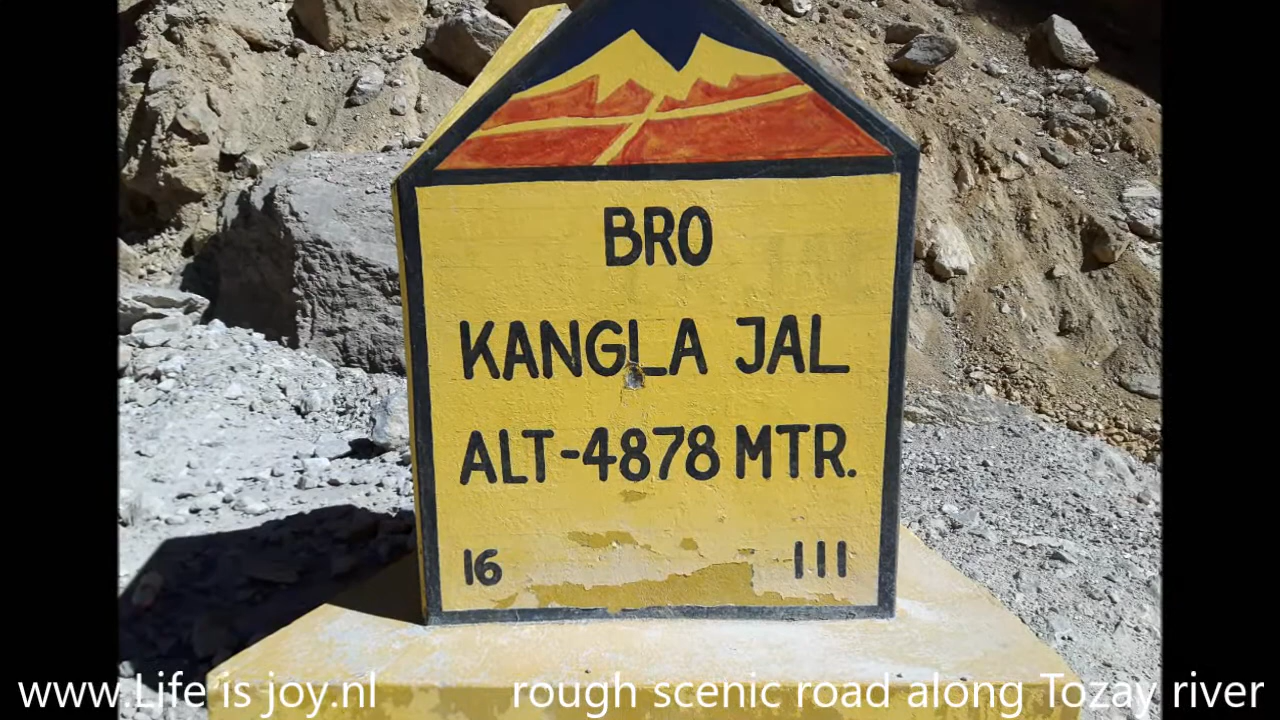 BRO
KANGLA JAL
ALT-4878 MTR.
16 111
www.Life is joy.nl rough scenic road along Tozay river